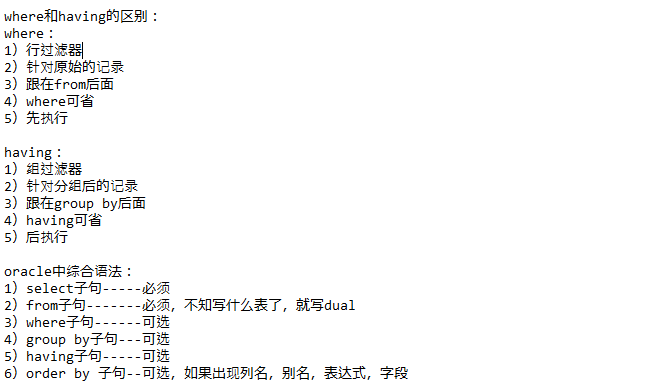 where和having的区别：
where：
1）行过滤器
2）针对原始的记录
3）跟在from后面
4）where可省
5）先执行
having：
1）组过滤器
2）针对分组后的记录
3）跟在group by后面
4）having可省
5）后执行
oracle中综合语法：
1）select子句-----必须
2）from子句-------必须，不知写什么表了，就写dual
3）where子句------可选
4）group by子句---可选
5）having子句-----可选
6）order by 子句--可选，如果出现列名，别名，表达式，字段